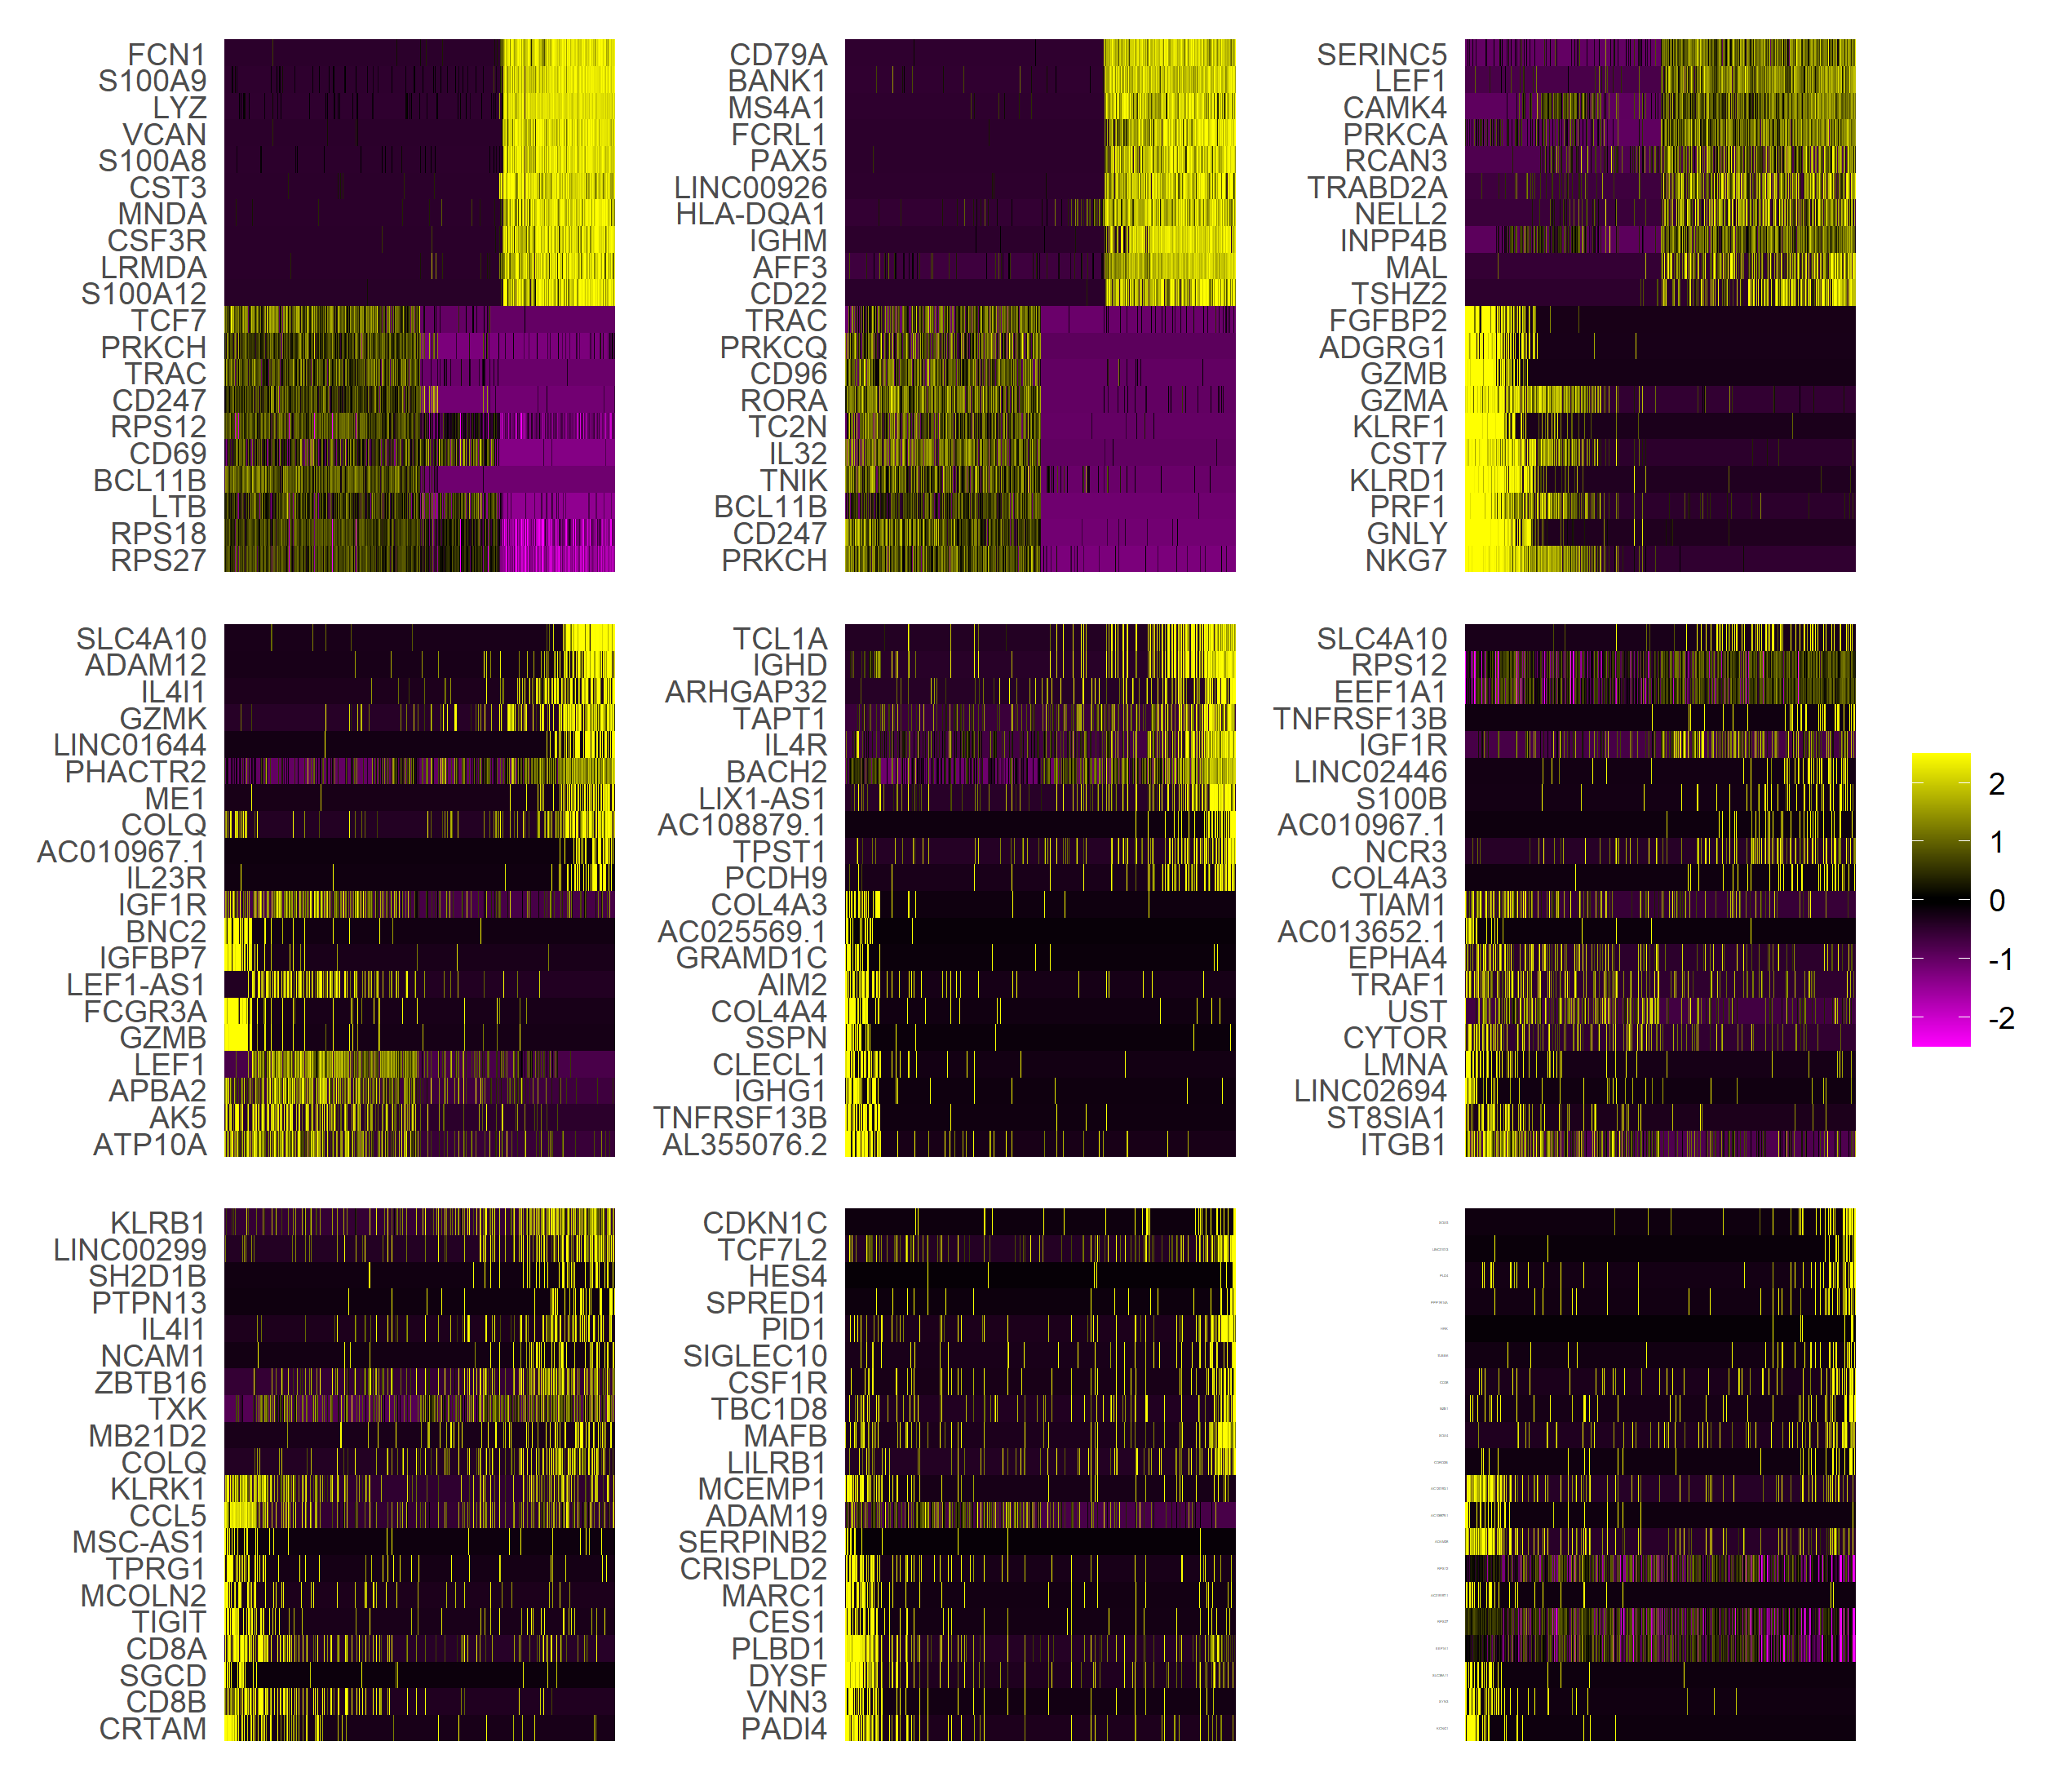 FCN1
S100A9
LYZ
VCAN
S100A8
CST3
MNDA
CSF3R
LRMDA
S100A12
TCF7
PRKCH
TRAC
CD247
RPS12
CD69
BCL11B
LTB
RPS18
RPS27
CD79A
BANK1
MS4A1
FCRL1
PAX5
LINC00926
HLA-DQA1
IGHM
AFF3
CD22
TRAC
PRKCQ
CD96
RORA
TC2N
IL32
TNIK
BCL11B
CD247
PRKCH
SERINC5
LEF1
CAMK4
PRKCA
RCAN3
TRABD2A
NELL2
INPP4B
MAL
TSHZ2
FGFBP2
ADGRG1
GZMB
GZMA
KLRF1
CST7
KLRD1
PRF1
GNLY
NKG7
SLC4A10
ADAM12
IL4I1
GZMK
LINC01644
PHACTR2
ME1
COLQ
AC010967.1
IL23R
IGF1R
BNC2
IGFBP7
LEF1-AS1
FCGR3A
GZMB
LEF1
APBA2
AK5
ATP10A
TCL1A
IGHD
ARHGAP32
TAPT1
IL4R
BACH2
LIX1-AS1
AC108879.1
TPST1
PCDH9
COL4A3
AC025569.1
GRAMD1C
AIM2
COL4A4
SSPN
CLECL1
IGHG1
TNFRSF13B
AL355076.2
SLC4A10
RPS12
EEF1A1
TNFRSF13B
IGF1R
LINC02446
S100B
AC010967.1
NCR3
COL4A3
TIAM1
AC013652.1
EPHA4
TRAF1
UST
CYTOR
LMNA
LINC02694
ST8SIA1
ITGB1
2
1
0
-1
-2
KLRB1
LINC00299
SH2D1B
PTPN13
IL4I1
NCAM1
ZBTB16
TXK
MB21D2
COLQ
KLRK1
CCL5
MSC-AS1
TPRG1
MCOLN2
TIGIT
CD8A
SGCD
CD8B
CRTAM
CDKN1C
TCF7L2
HES4
SPRED1
PID1
SIGLEC10
CSF1R
TBC1D8
MAFB
LILRB1
MCEMP1
ADAM19
SERPINB2
CRISPLD2
MARC1
CES1
PLBD1
DYSF
VNN3
PADI4